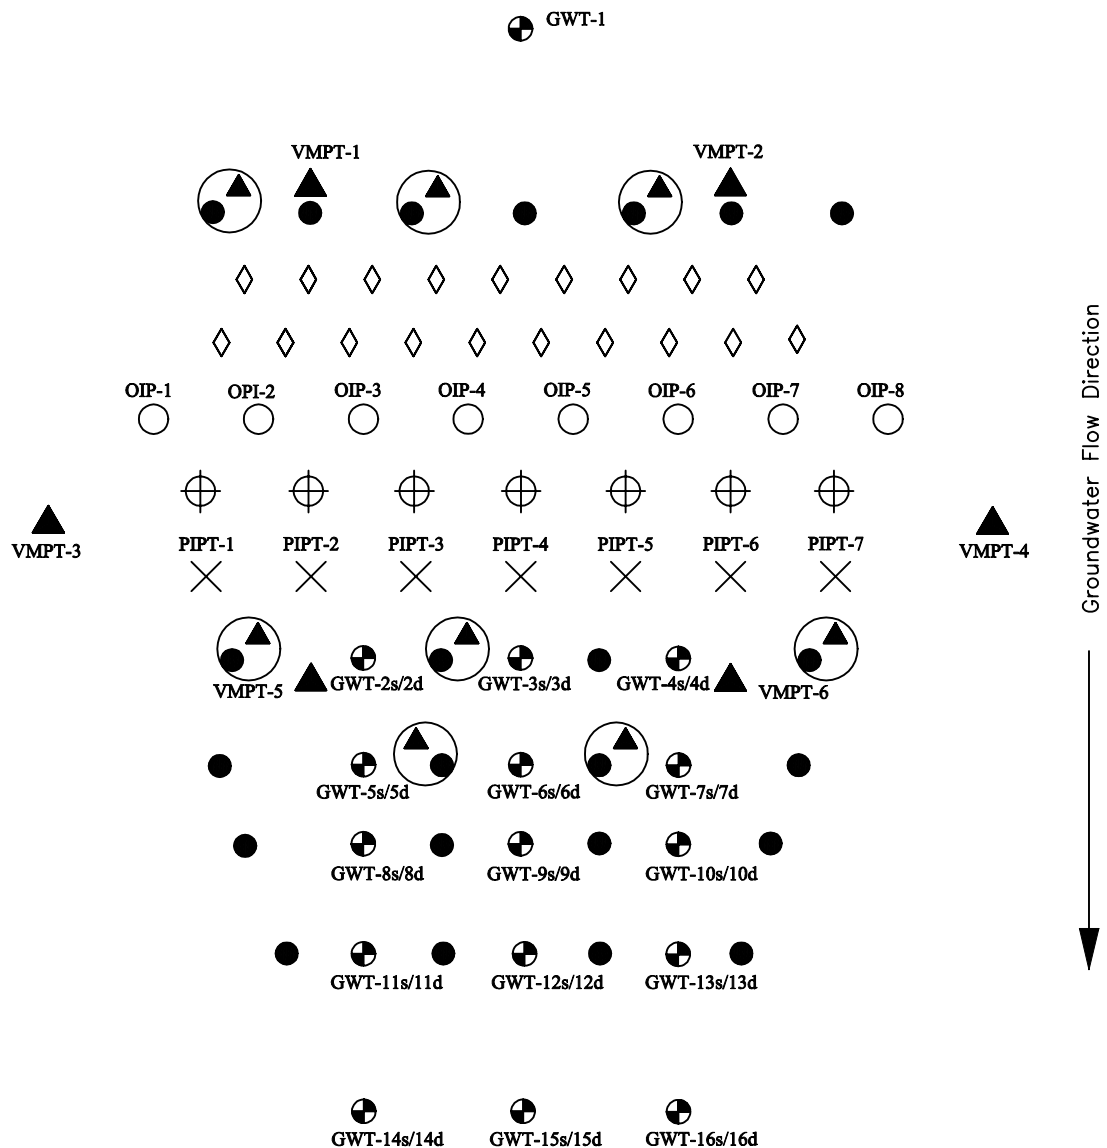 GWT-1
VMPT-1
VMPT-2
OIP-1
OPI-2
OIP-3
OIP-4
OIP-5
OIP-6
OIP-7
OIP-8
Groundwater Flow Direction
VMPT-3
PIPT-1
PIPT-2
PIPT-3
PIPT-4
PIPT-5
PIPT-6
PIPT-7
VMPT-4
VMPT-5
GWT-2s/2d
GWT-3s/3d
GWT-4s/4d
VMPT-6
GWT-5s/5d
GWT-6s/6d
GWT-7s/7d
GWT-8s/8d
GWT-9s/9d
GWT-10s/10d
GWT-11s/11d
GWT-12s/12d
GWT-13s/13d
GWT-14s/14d
GWT-15s/15d
GWT-16s/16d